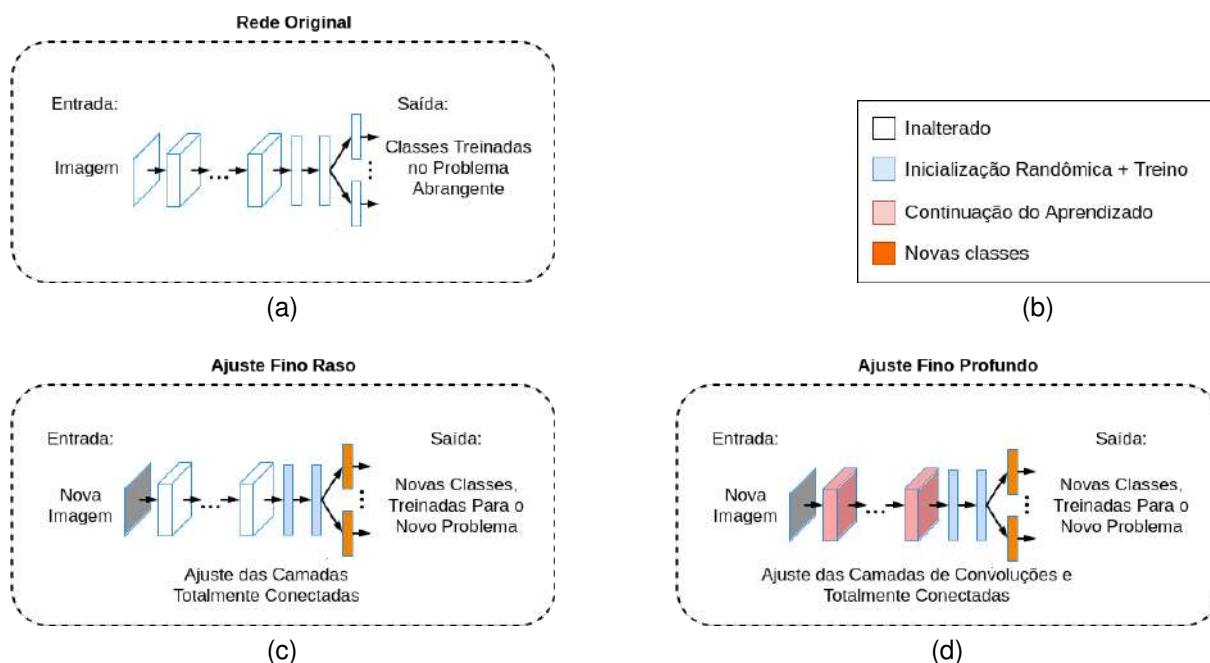 Rede Original
Entrada:
Saída:
Imagem
...
Classes Treinadas
no Problema
Abrangente
(a)
Inalterado
Inicialização Randômica + Treino
Continuação do Aprendizado
Novas classes
(b)
Ajuste Fino Raso
Entrada:
Saída:
Nova
Imagem
...
Novas Classes,
Treinadas Para o
Novo Problema
Ajuste das Camadas
Totalmente Conectadas
(c)
Ajuste Fino Profundo
Entrada:
Saída:
Nova
Imagem
...
Novas Classes,
Treinadas Para o
Novo Problema
Ajuste das Camadas de Convoluções e
Totalmente Conectadas
(d)